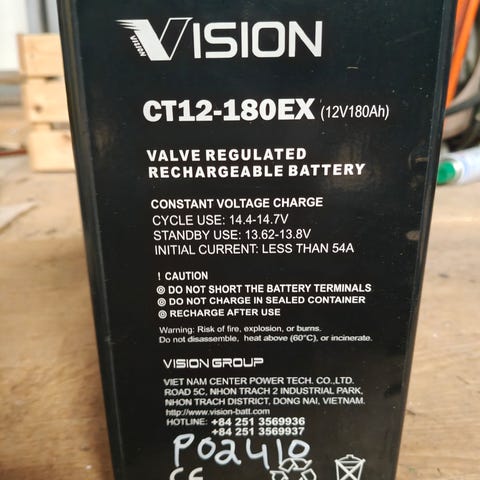 VISION
CT12-180EX (12V180Ah)
VALVE REGULATED
RECHARGEABLE BATTERY
CONSTANT VOLTAGE CHARGE
CYCLE USE: 14.4-14.7V
STANDBY USE: 13.62-13.8V
INITIAL CURRENT: LESS THAN 54A
! CAUTION
◎ DO NOT SHORT THE BATTERY TERMINALS
◎ DO NOT CHARGE IN SEALED CONTAINER
◎ RECHARGE AFTER USE
Warning: Risk of fire, explosion, or burns.
Do not disassemble, heat above (60°C), or incinerate.
VISION GROUP
VIET NAM CENTER POWER TECH. CO.,LTD.
ROAD 5C, NHON TRACH 2 INDUSTRIAL PARK,
NHON TRACH DISTRICT, DONG NAI, VIETNAM.
http://www.vision-batt.com
HOTLINE: +84 251 3569936
+84 251 3569937
P02410
CE